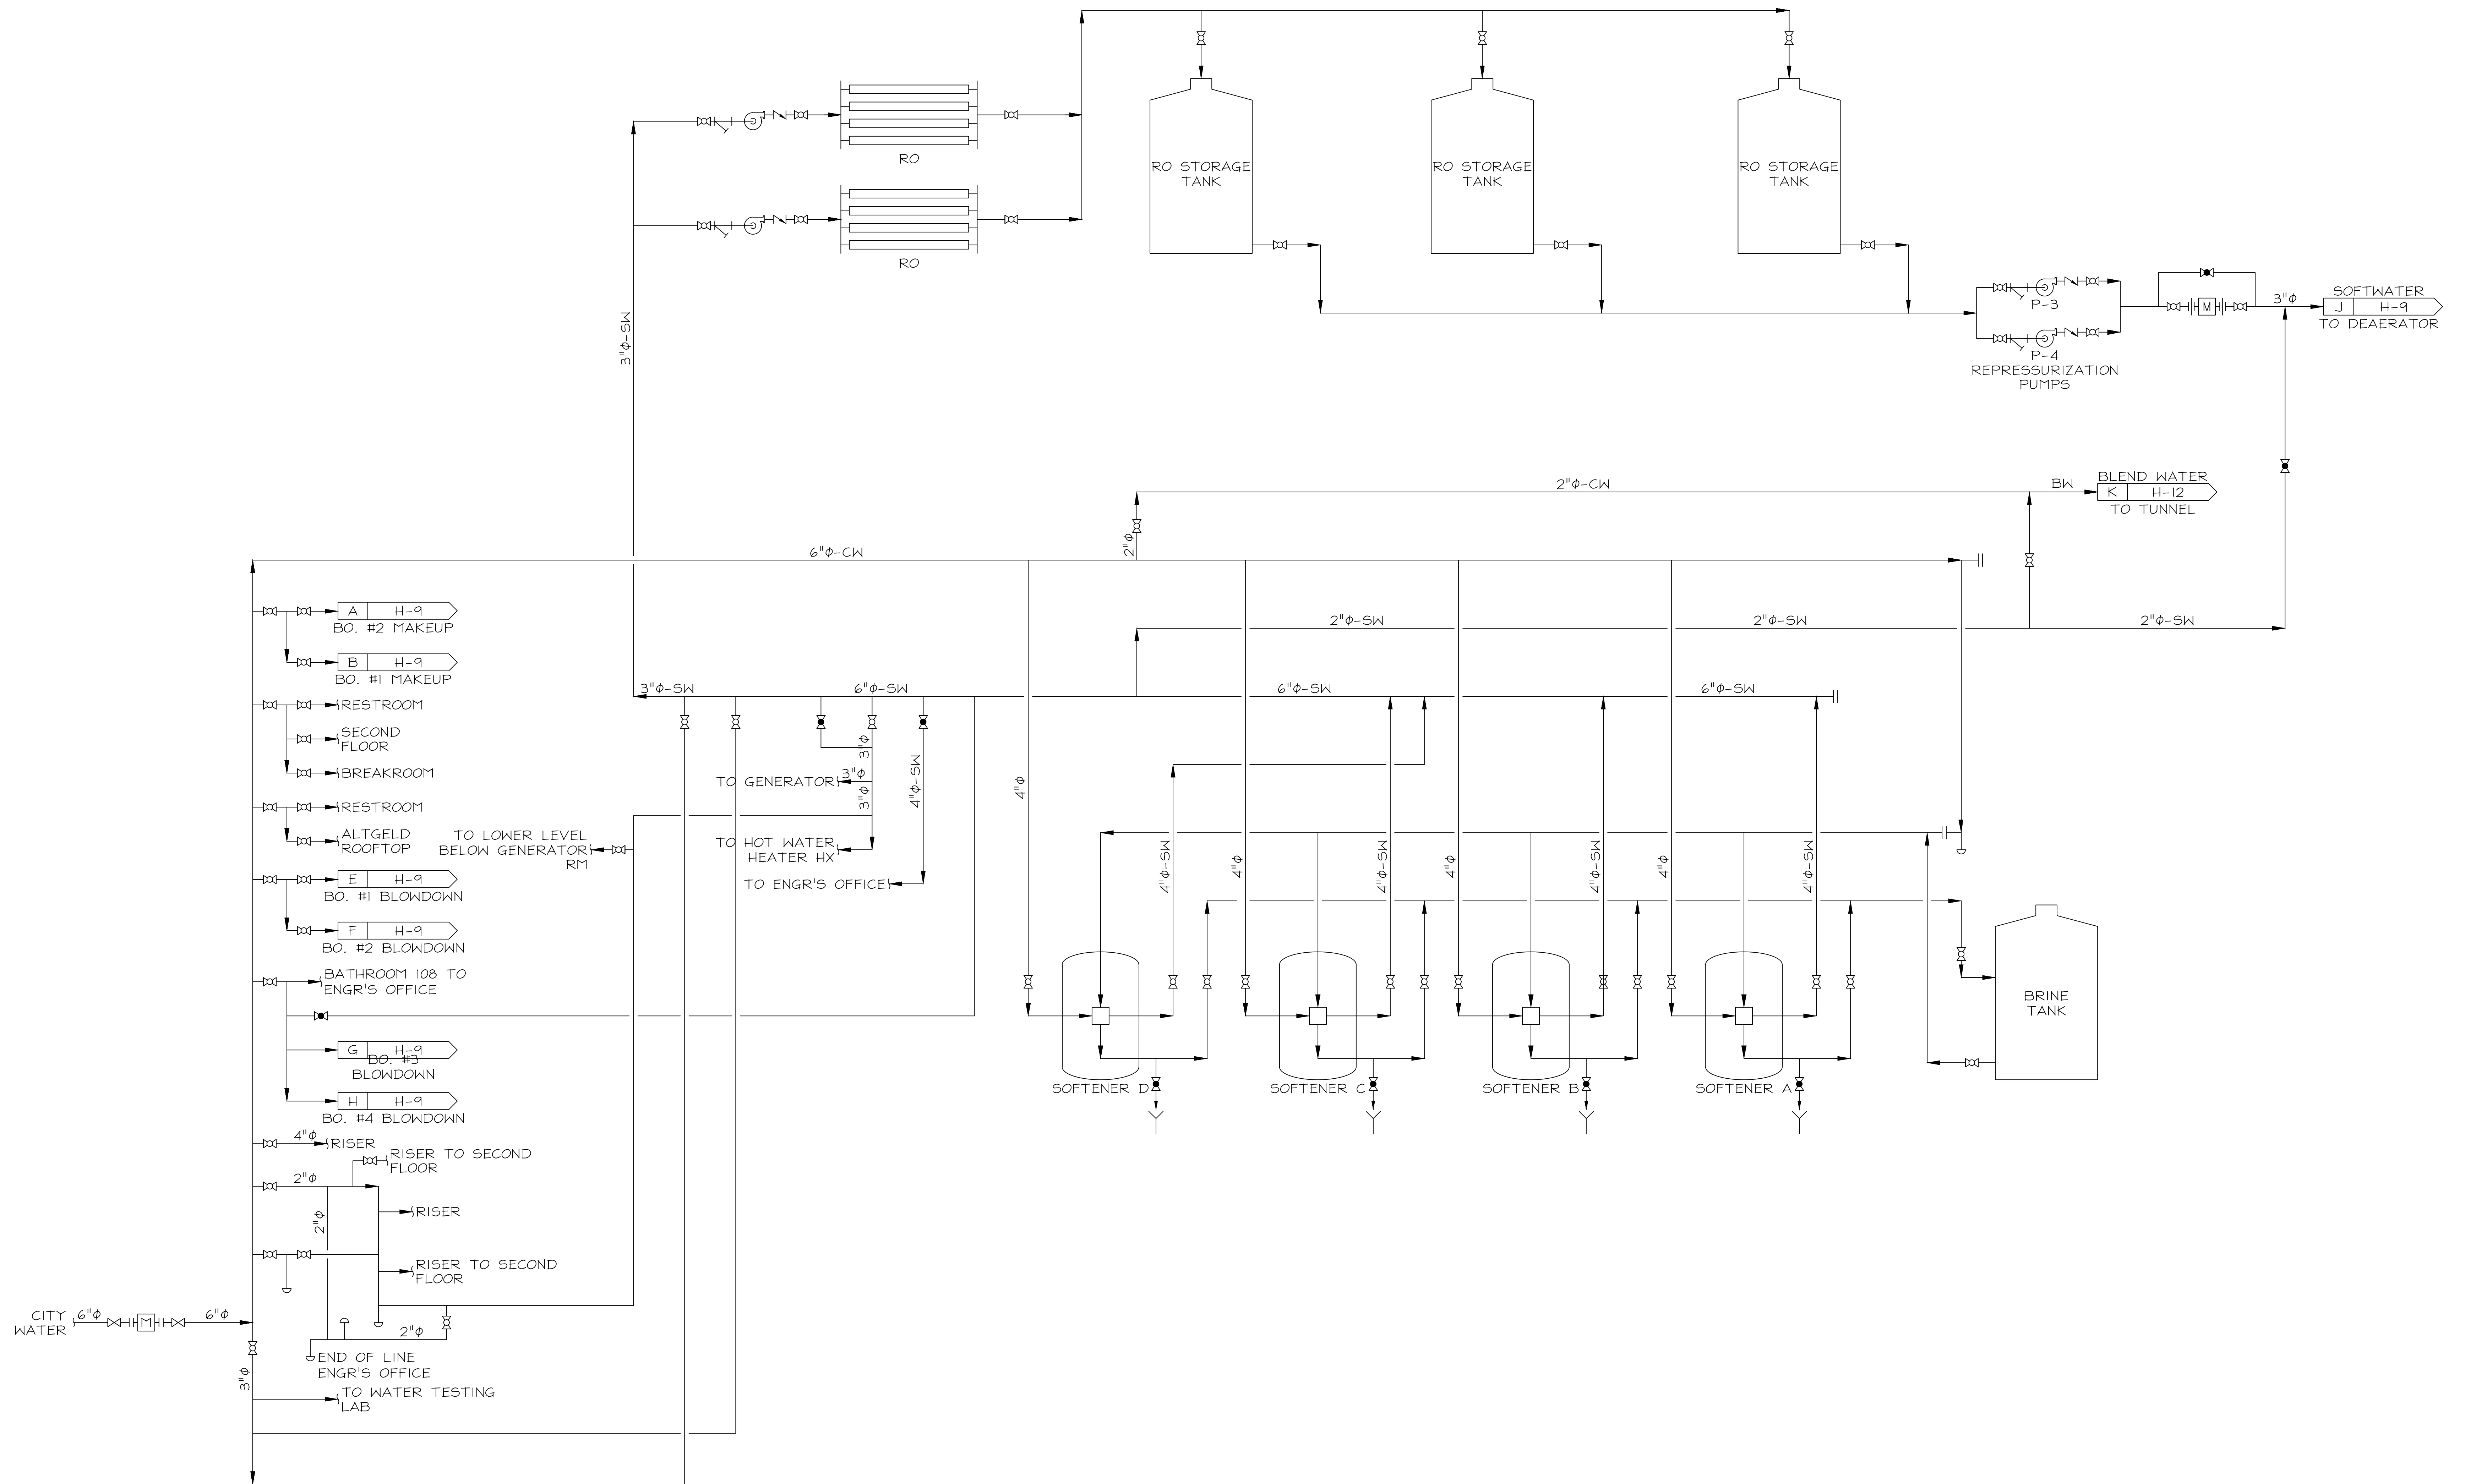 RO
RO
RO STORAGE
TANK
RO STORAGE
TANK
RO STORAGE
TANK
3"φ-SW
P-3
P-4
REPRESSURIZATION
PUMPS
M
3"φ
SOFTWATER
J H-9
TO DEAERATOR
2"φ-CW
BW
BLEND WATER
K H-12
TO TUNNEL
6"φ-CW
2"φ
2"φ-SW
2"φ-SW
2"φ-SW
3"φ-SW
6"φ-SW
6"φ-SW
6"φ-SW
A H-9
BO. #2 MAKEUP
B H-9
BO. #1 MAKEUP
RESTROOM
SECOND
FLOOR
BREAKROOM
RESTROOM
ALTGELD
ROOFTOP
E H-9
BO. #1 BLOWDOWN
F H-9
BO. #2 BLOWDOWN
BATHROOM 108 TO
ENGR'S OFFICE
G H-9
BO. #3
BLOWDOWN
H H-9
BO. #4 BLOWDOWN
4"φ
RISER
RISER TO SECOND
FLOOR
2"φ
2"φ
RISER
RISER TO SECOND
FLOOR
CITY
WATER
6"φ
M
6"φ
2"φ
END OF LINE
ENGR'S OFFICE
3"φ
TO WATER TESTING
LAB
3"φ
TO GENERATOR
3"φ
3"φ
4"φ-SW
TO LOWER LEVEL
BELOW GENERATOR
RM
TO HOT WATER
HEATER HX
TO ENGR'S OFFICE
4"φ
4"φ-SW
4"φ
4"φ-SW
4"φ
4"φ-SW
4"φ
4"φ-SW
SOFTENER D
SOFTENER C
SOFTENER B
SOFTENER A
BRINE
TANK